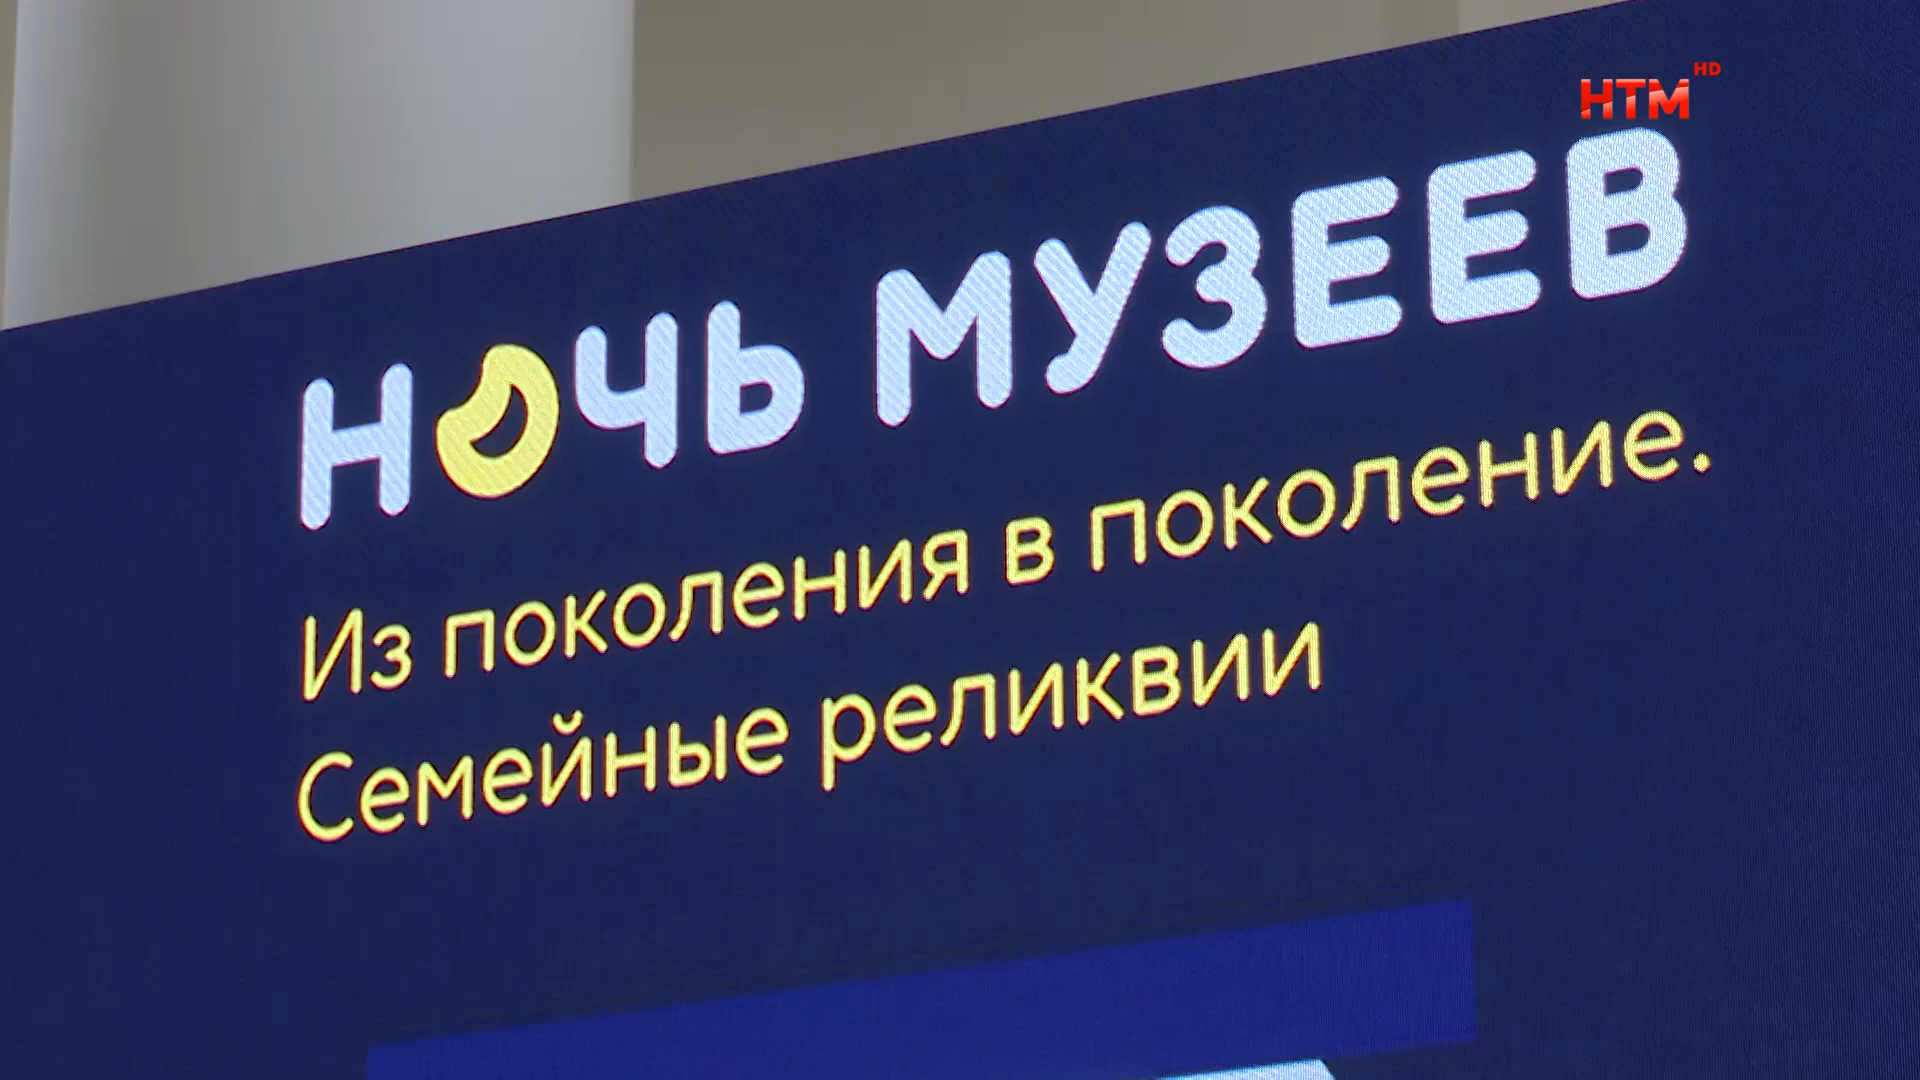 НТМ HD
НОЧЬ МУЗЕЕВ
Из поколения в поколение.
Семейные реликвии